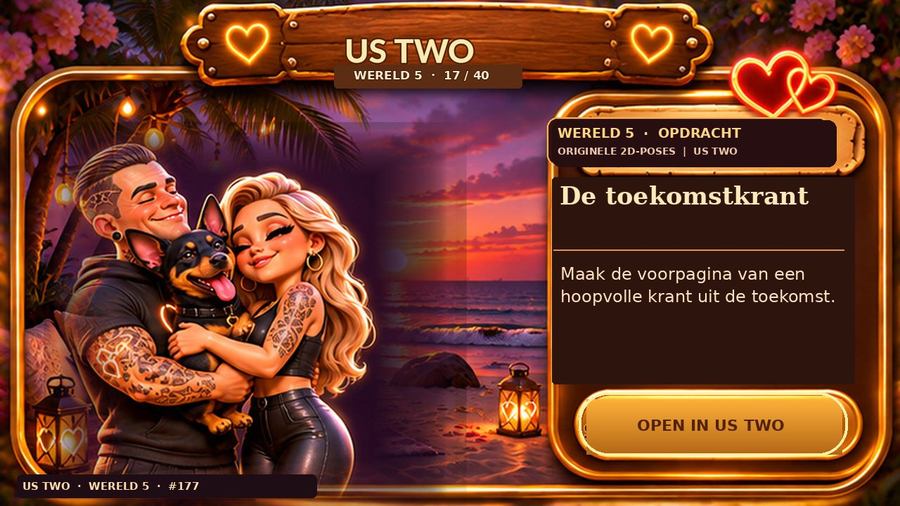 US TWO
WERELD 5 · 17 / 40
WERELD 5 · OPDRACHT
ORIGINELE 2D-POSES | US TWO
De toekomstkrant
Maak de voorpagina van een
hoopvolle krant uit de toekomst.
OPEN IN US TWO
US TWO · WERELD 5 · #177